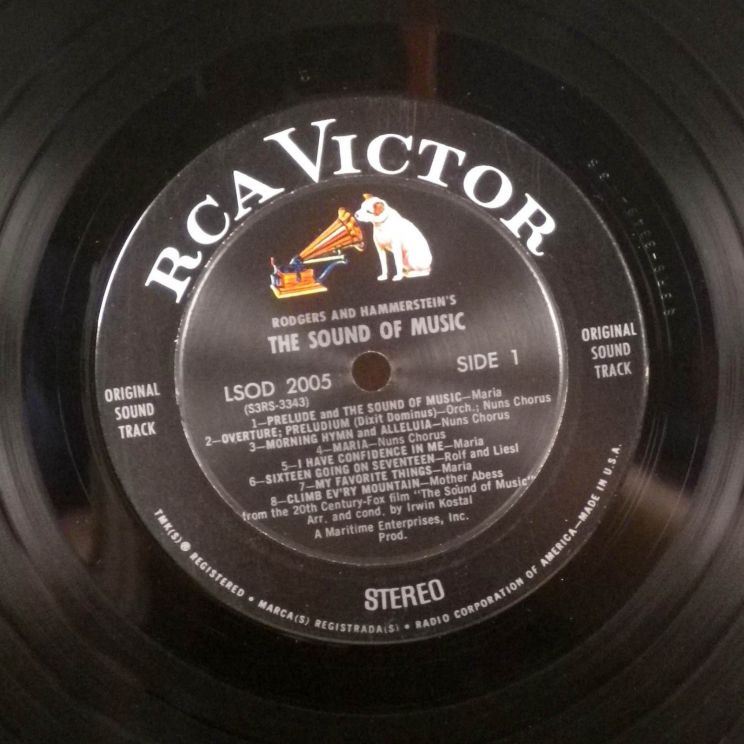 RCA VICTOR
RODGERS AND HAMMERSTEIN'S
THE SOUND OF MUSIC
ORIGINAL
SOUND
TRACK
LSOD 2005
(S3RS-3343)
SIDE 1
ORIGINAL
SOUND
TRACK
1—PRELUDE and THE SOUND OF MUSIC—Maria
2—OVERTURE; PRELUDIUM (Dixit Dominus)—Orch.; Nuns Chorus
3—MORNING HYMN and ALLELUIA—Nuns Chorus
4—MARIA—Nuns Chorus
5—I HAVE CONFIDENCE IN ME—Maria
6—SIXTEEN GOING ON SEVENTEEN—Rolf and Liesl
7—MY FAVORITE THINGS—Maria
8—CLIMB EV'RY MOUNTAIN—Mother Abess
from the 20th Century-Fox film "The Sound of Music"
Arr. and cond. by Irwin Kostal
A Maritime Enterprises, Inc.
Prod.
STEREO
TMK(S) ® REGISTERED • MARCA(S) REGISTRADA(S) • RADIO CORPORATION OF AMERICA—MADE IN U.S.A.